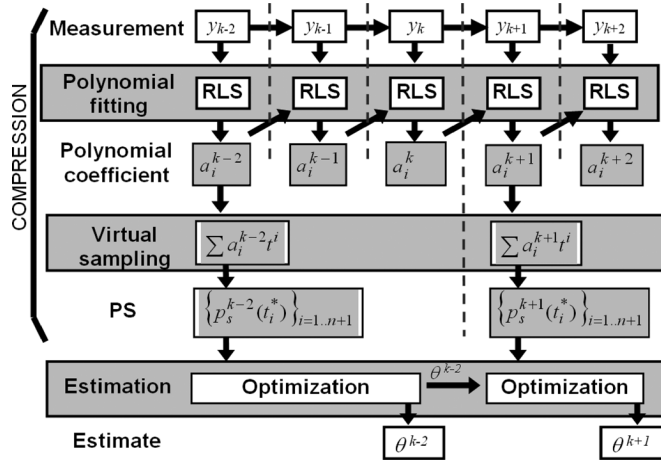 COMPRESSION
Measurement y_{k-2} y_{k-1} y_k y_{k+1} y_{k+2}
Polynomial fitting RLS RLS RLS RLS RLS
Polynomial coefficient a_i^{k-2} a_i^{k-1} a_i^k a_i^{k+1} a_i^{k+2}
Virtual sampling ∑ a_i^{k-2} t^i ∑ a_i^{k+1} t^i
PS {p_s^{k-2}(t_i^*)}_{i=1..n+1} {p_s^{k+1}(t_i^*)}_{i=1..n+1}
Estimation Optimization θ^{k-2} Optimization
Estimate θ^{k-2} θ^{k+1}